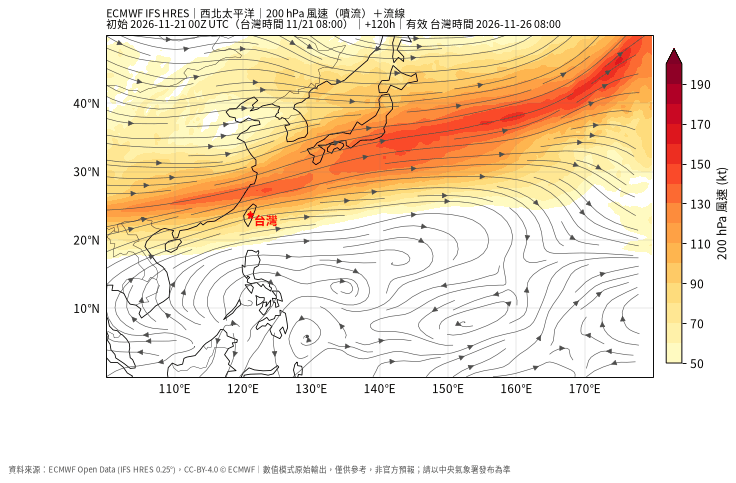 ECMWF IFS HRES｜西北太平洋｜200 hPa 風速（噴流）＋流線
初始 2026-11-21 00Z UTC（台灣時間 11/21 08:00）｜+120h｜有效 台灣時間 2026-11-26 08:00
40°N
30°N
20°N
10°N
台灣
110°E
120°E
130°E
140°E
150°E
160°E
170°E
190
170
150
130
110
90
70
50
200 hPa 風速 (kt)
資料來源：ECMWF Open Data (IFS HRES 0.25°)，CC-BY-4.0 © ECMWF｜數值模式原始輸出，僅供參考，非官方預報；請以中央氣象署發布為準